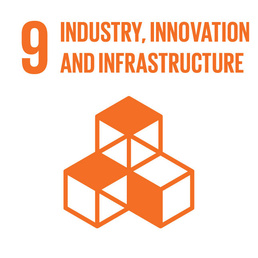 9 INDUSTRY, INNOVATION
AND INFRASTRUCTURE